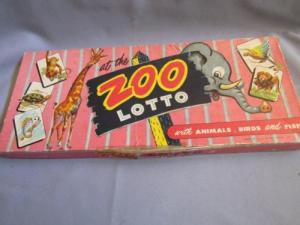 at the
ZOO
LOTTO
with ANIMALS, BIRDS and FISH